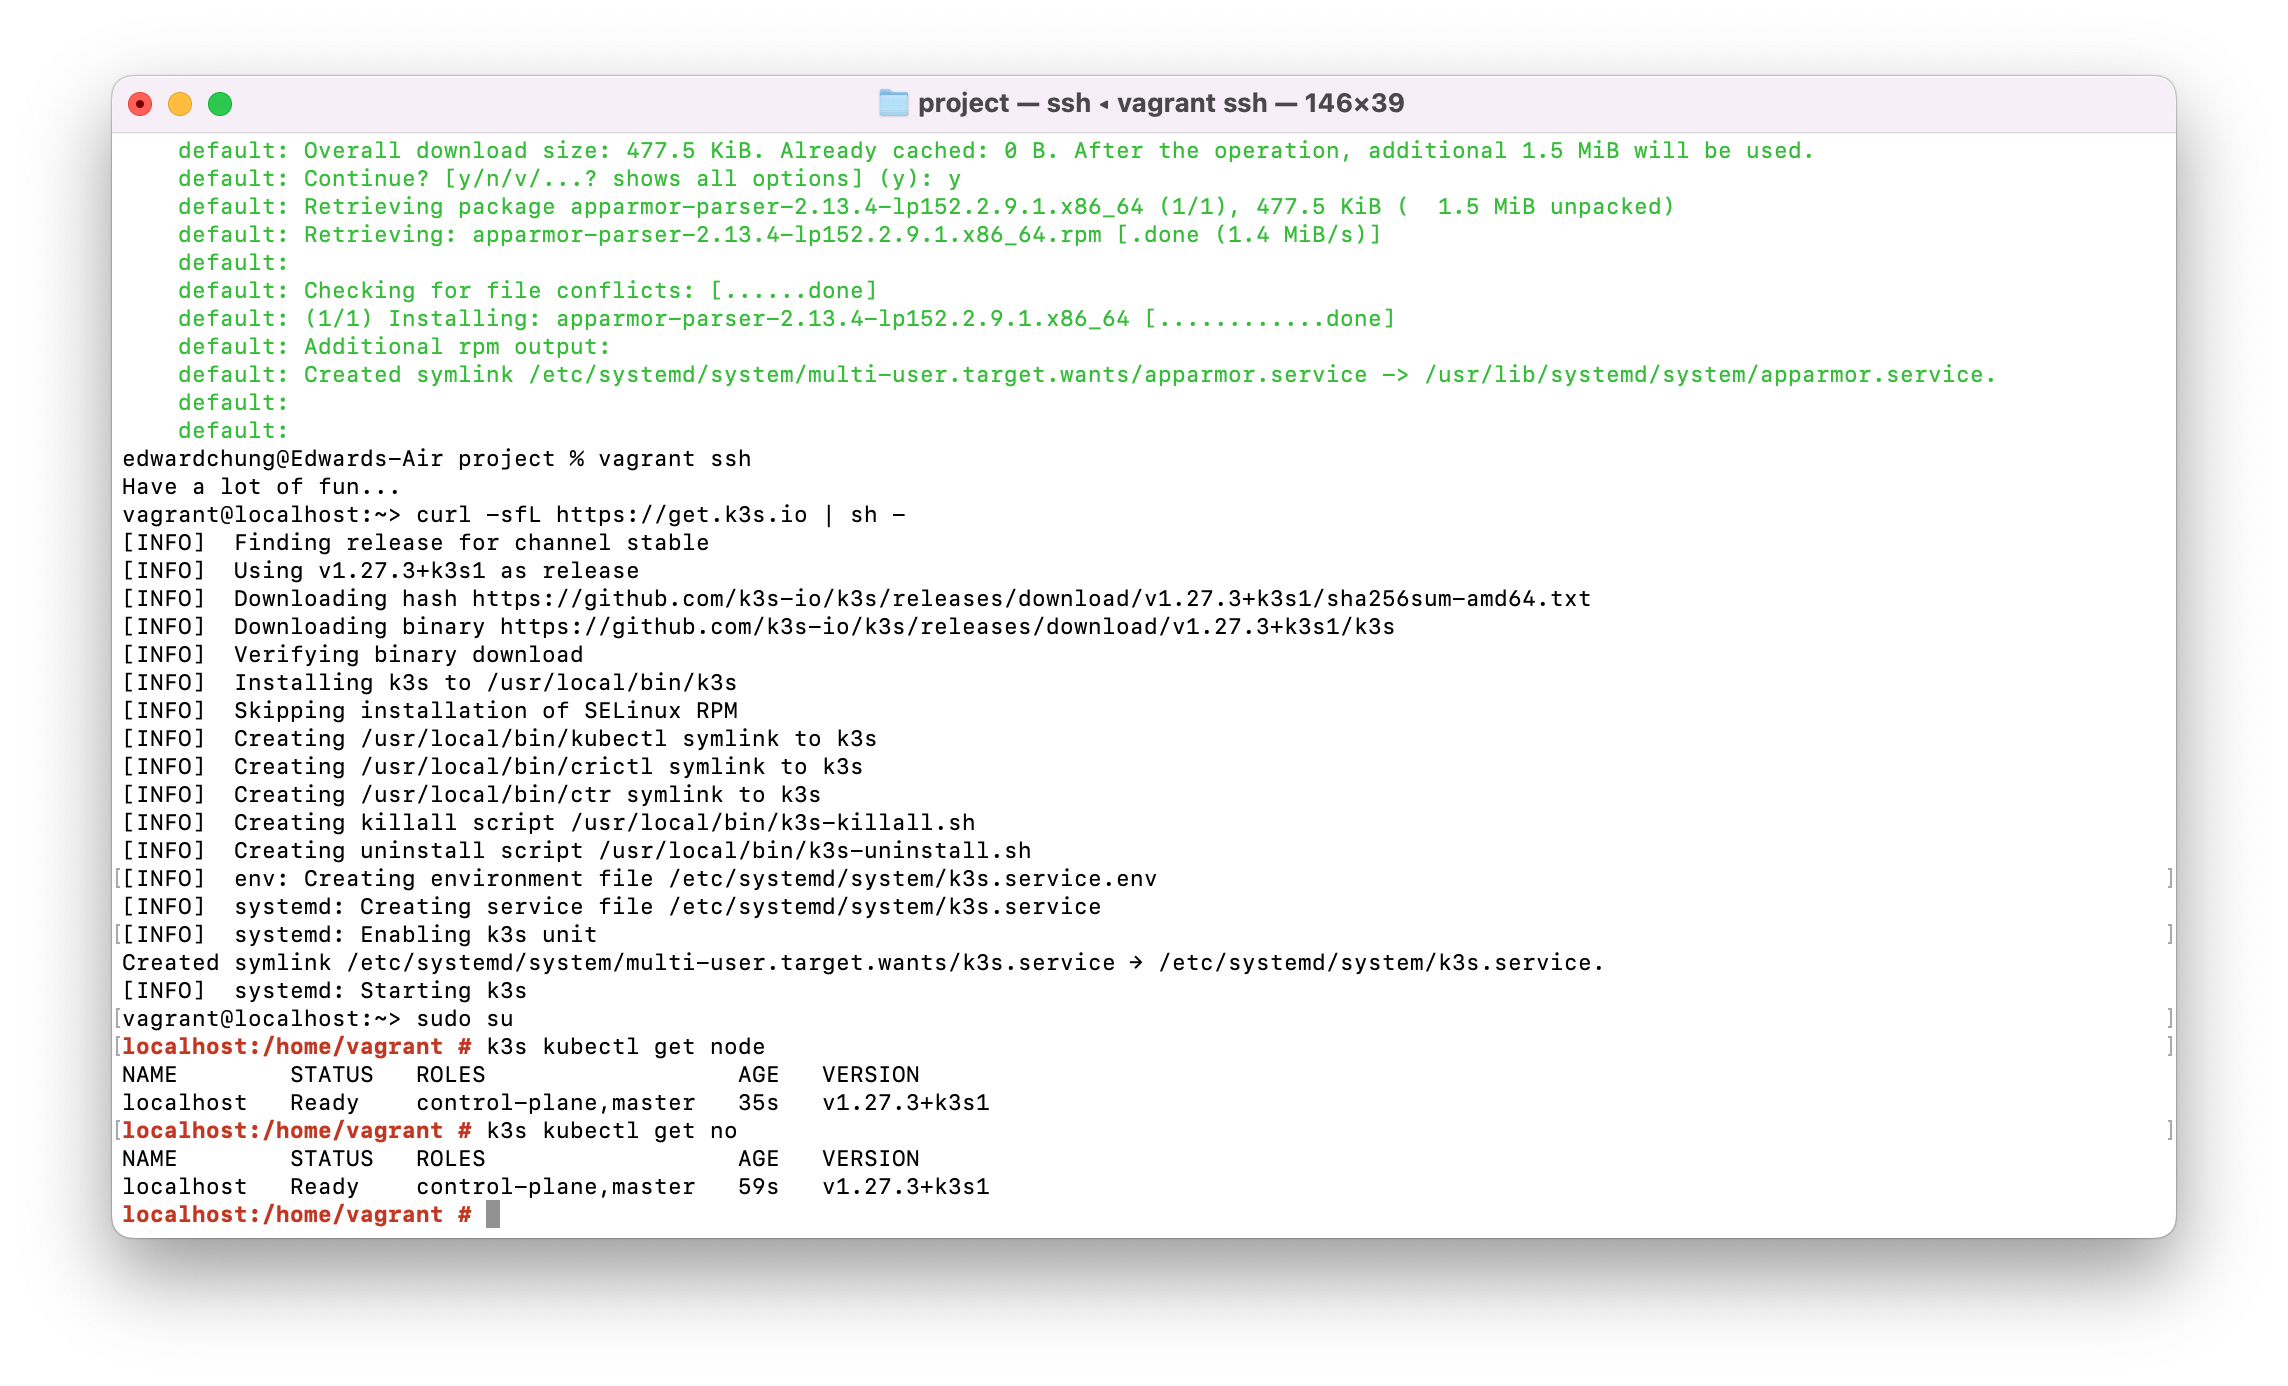 project — ssh ◂ vagrant ssh — 146×39
default: Overall download size: 477.5 KiB. Already cached: 0 B. After the operation, additional 1.5 MiB will be used.
default: Continue? [y/n/v/...? shows all options] (y): y
default: Retrieving package apparmor-parser-2.13.4-lp152.2.9.1.x86_64 (1/1), 477.5 KiB (  1.5 MiB unpacked)
default: Retrieving: apparmor-parser-2.13.4-lp152.2.9.1.x86_64.rpm [.done (1.4 MiB/s)]
default:
default: Checking for file conflicts: [......done]
default: (1/1) Installing: apparmor-parser-2.13.4-lp152.2.9.1.x86_64 [............done]
default: Additional rpm output:
default: Created symlink /etc/systemd/system/multi-user.target.wants/apparmor.service -> /usr/lib/systemd/system/apparmor.service.
default:
default:
edwardchung@Edwards-Air project % vagrant ssh
Have a lot of fun...
vagrant@localhost:~> curl -sfL https://get.k3s.io | sh -
[INFO]  Finding release for channel stable
[INFO]  Using v1.27.3+k3s1 as release
[INFO]  Downloading hash https://github.com/k3s-io/k3s/releases/download/v1.27.3+k3s1/sha256sum-amd64.txt
[INFO]  Downloading binary https://github.com/k3s-io/k3s/releases/download/v1.27.3+k3s1/k3s
[INFO]  Verifying binary download
[INFO]  Installing k3s to /usr/local/bin/k3s
[INFO]  Skipping installation of SELinux RPM
[INFO]  Creating /usr/local/bin/kubectl symlink to k3s
[INFO]  Creating /usr/local/bin/crictl symlink to k3s
[INFO]  Creating /usr/local/bin/ctr symlink to k3s
[INFO]  Creating killall script /usr/local/bin/k3s-killall.sh
[INFO]  Creating uninstall script /usr/local/bin/k3s-uninstall.sh
[INFO]  env: Creating environment file /etc/systemd/system/k3s.service.env
[INFO]  systemd: Creating service file /etc/systemd/system/k3s.service
[INFO]  systemd: Enabling k3s unit
Created symlink /etc/systemd/system/multi-user.target.wants/k3s.service → /etc/systemd/system/k3s.service.
[INFO]  systemd: Starting k3s
vagrant@localhost:~> sudo su
localhost:/home/vagrant # k3s kubectl get node
NAME        STATUS   ROLES                  AGE   VERSION
localhost   Ready    control-plane,master   35s   v1.27.3+k3s1
localhost:/home/vagrant # k3s kubectl get no
NAME        STATUS   ROLES                  AGE   VERSION
localhost   Ready    control-plane,master   59s   v1.27.3+k3s1
localhost:/home/vagrant #